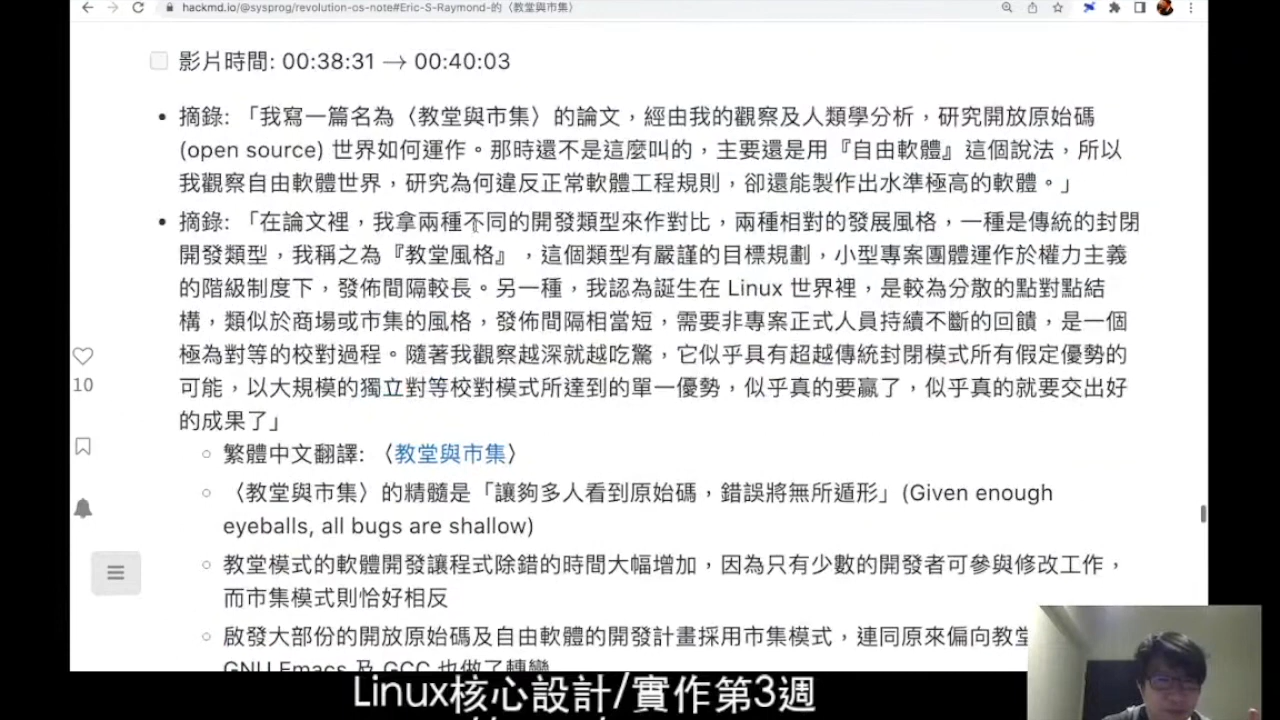 hackmd.io/@sysprog/revolution-os-note#Eric-S-Raymond-的〈教堂與市集〉
影片時間: 00:38:31 → 00:40:03
摘錄: 「我寫一篇名為〈教堂與市集〉的論文，經由我的觀察及人類學分析，研究開放原始碼
(open source) 世界如何運作。那時還不是這麼叫的，主要還是用『自由軟體』這個說法，所以
我觀察自由軟體世界，研究為何違反正常軟體工程規則，卻還能製作出水準極高的軟體。」
摘錄: 「在論文裡，我拿兩種不同的開發類型來作對比，兩種相對的發展風格，一種是傳統的封閉
開發類型，我稱之為『教堂風格』，這個類型有嚴謹的目標規劃，小型專案團體運作於權力主義
的階級制度下，發佈間隔較長。另一種，我認為誕生在 Linux 世界裡，是較為分散的點對點結
構，類似於商場或市集的風格，發佈間隔相當短，需要非專案正式人員持續不斷的回饋，是一個
極為對等的校對過程。隨著我觀察越深就越吃驚，它似乎具有超越傳統封閉模式所有假定優勢的
可能，以大規模的獨立對等校對模式所達到的單一優勢，似乎真的要贏了，似乎真的就要交出好
的成果了」
10
繁體中文翻譯: 〈教堂與市集〉
〈教堂與市集〉的精髓是「讓夠多人看到原始碼，錯誤將無所遁形」(Given enough
eyeballs, all bugs are shallow)
教堂模式的軟體開發讓程式除錯的時間大幅增加，因為只有少數的開發者可參與修改工作，
而市集模式則恰好相反
啟發大部份的開放原始碼及自由軟體的開發計畫採用市集模式，連同原來偏向教堂
GNU Emacs 及 GCC 也做了轉變
Linux核心設計/實作第3週